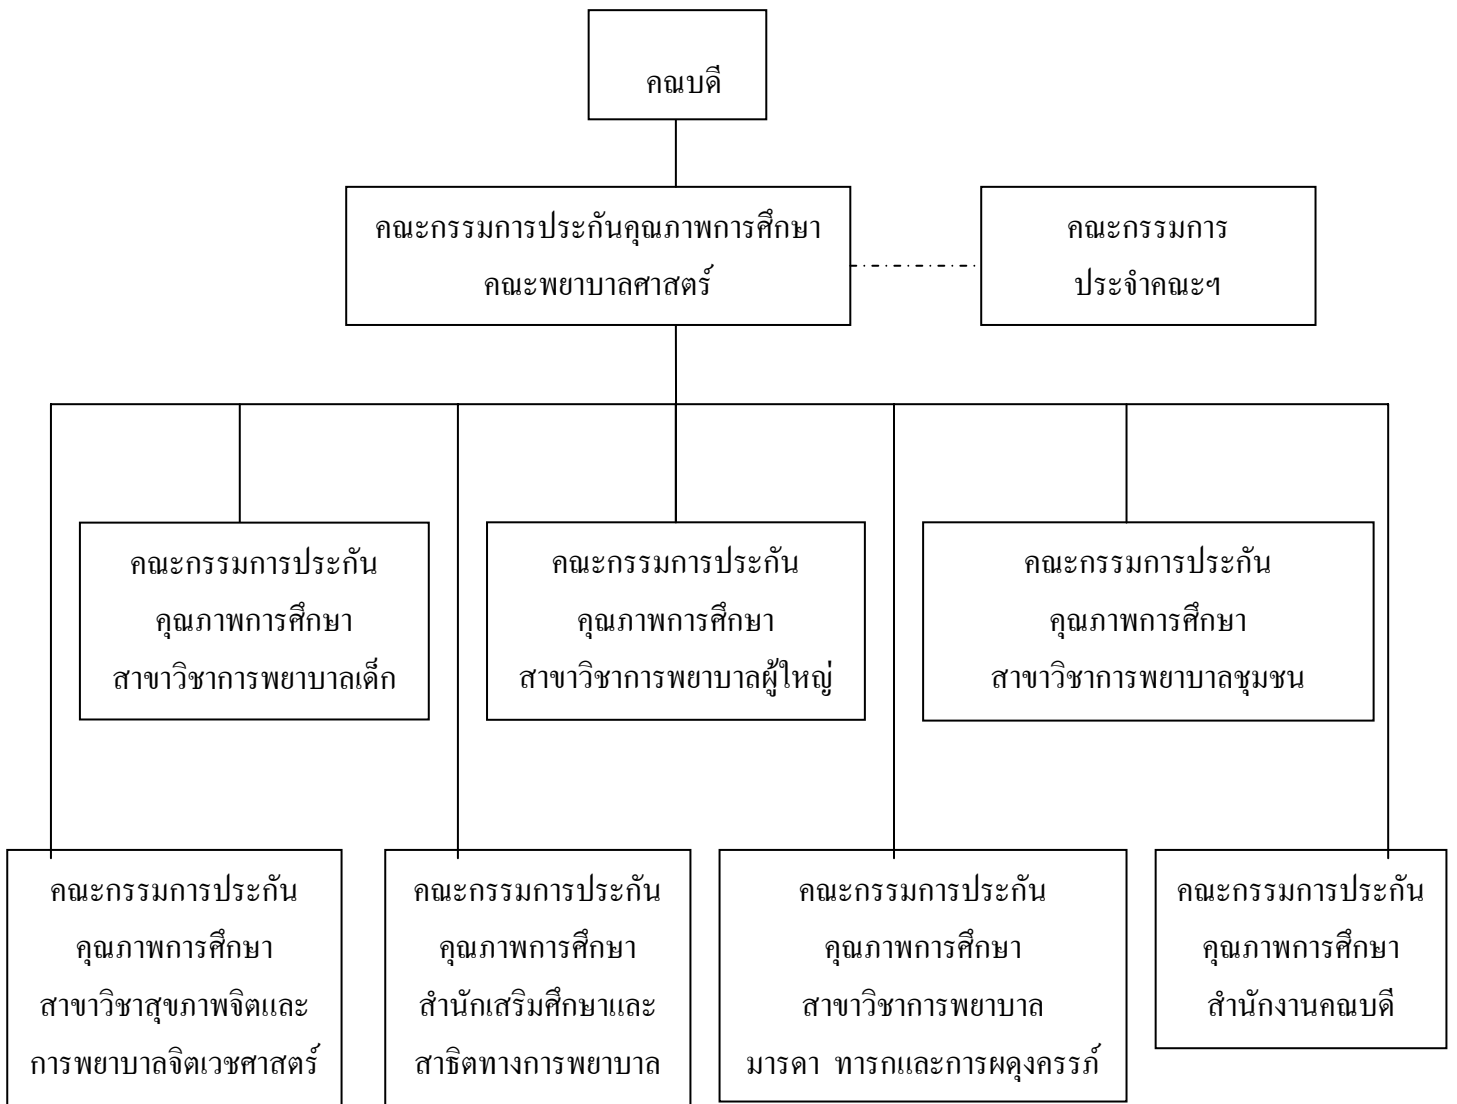 คณบดี
คณะกรรมการประกันคุณภาพการศึกษา
คณะพยาบาลศาสตร์
คณะกรรมการ
ประจำคณะฯ
คณะกรรมการประกัน
คุณภาพการศึกษา
สาขาวิชาการพยาบาลเด็ก
คณะกรรมการประกัน
คุณภาพการศึกษา
สาขาวิชาการพยาบาลผู้ใหญ่
คณะกรรมการประกัน
คุณภาพการศึกษา
สาขาวิชาการพยาบาลชุมชน
คณะกรรมการประกัน
คุณภาพการศึกษา
สาขาวิชาสุขภาพจิตและ
การพยาบาลจิตเวชศาสตร์
คณะกรรมการประกัน
คุณภาพการศึกษา
สำนักเสริมศึกษาและ
สาธิตทางการพยาบาล
คณะกรรมการประกัน
คุณภาพการศึกษา
สาขาวิชาการพยาบาล
มารดา ทารกและการผดุงครรภ์
คณะกรรมการประกัน
คุณภาพการศึกษา
สำนักงานคณบดี